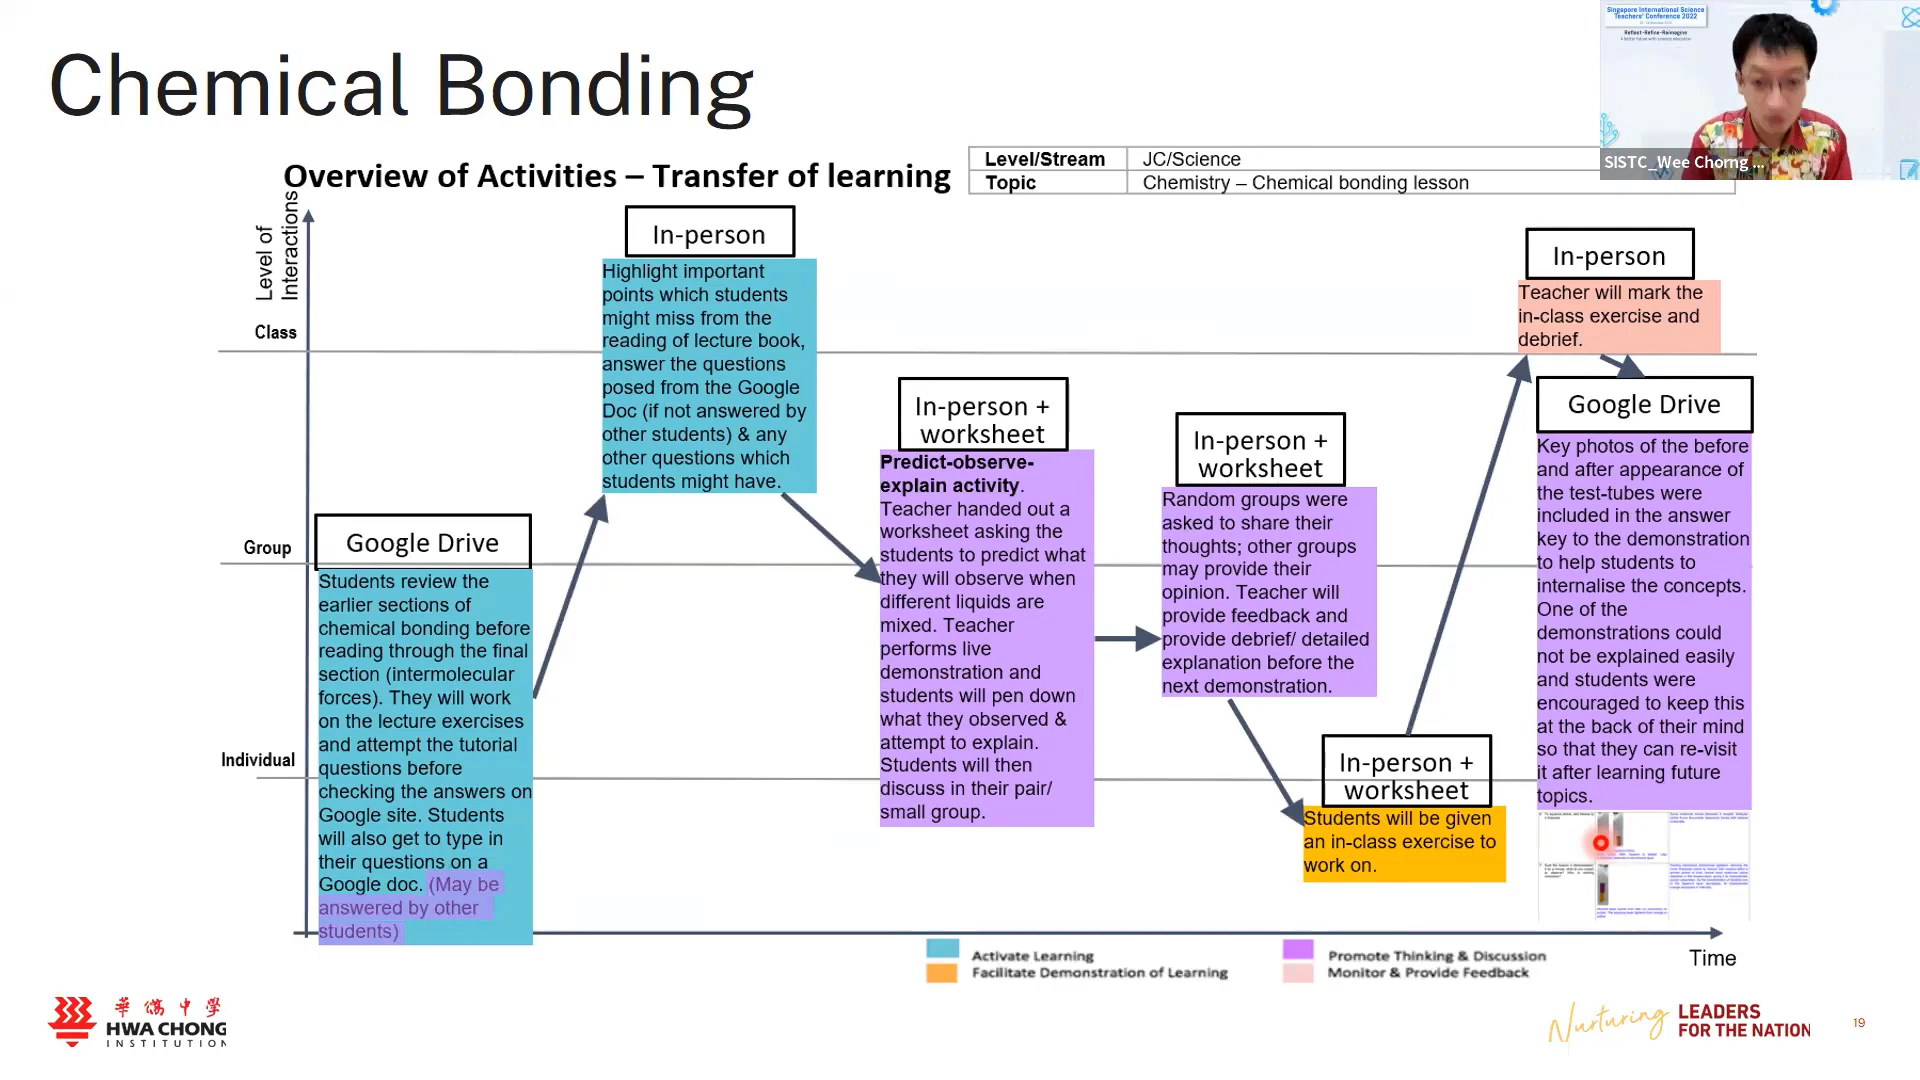 Chemical Bonding
Singapore International Science
Teachers' Conference 2022
Reflect-Refine-Reimagine
A better future with science education
SISTC_Wee Chorng ...
Overview of Activities – Transfer of learning
Level/Stream JC/Science
Topic Chemistry – Chemical bonding lesson
Level of
Interactions
Class
Group
Individual
Google Drive
Students review the
earlier sections of
chemical bonding before
reading through the final
section (intermolecular
forces). They will work
on the lecture exercises
and attempt the tutorial
questions before
checking the answers on
Google site. Students
will also get to type in
their questions on a
Google doc. (May be
answered by other
students)
In-person
Highlight important
points which students
might miss from the
reading of lecture book,
answer the questions
posed from the Google
Doc (if not answered by
other students) & any
other questions which
students might have.
In-person +
worksheet
Predict-observe-
explain activity.
Teacher handed out a
worksheet asking the
students to predict what
they will observe when
different liquids are
mixed. Teacher
performs live
demonstration and
students will pen down
what they observed &
attempt to explain.
Students will then
discuss in their pair/
small group.
In-person +
worksheet
Random groups were
asked to share their
thoughts; other groups
may provide their
opinion. Teacher will
provide feedback and
provide debrief/ detailed
explanation before the
next demonstration.
In-person +
worksheet
Students will be given
an in-class exercise to
work on.
In-person
Teacher will mark the
in-class exercise and
debrief.
Google Drive
Key photos of the before
and after appearance of
the test-tubes were
included in the answer
key to the demonstration
to help students to
internalise the concepts.
One of the
demonstrations could
not be explained easily
and students were
encouraged to keep this
at the back of their mind
so that they can re-visit
it after learning future
topics.
Time
Activate Learning
Facilitate Demonstration of Learning
Promote Thinking & Discussion
Monitor & Provide Feedback
華僑中學
HWA CHONG
INSTITUTION
Nurturing LEADERS
FOR THE NATION
19